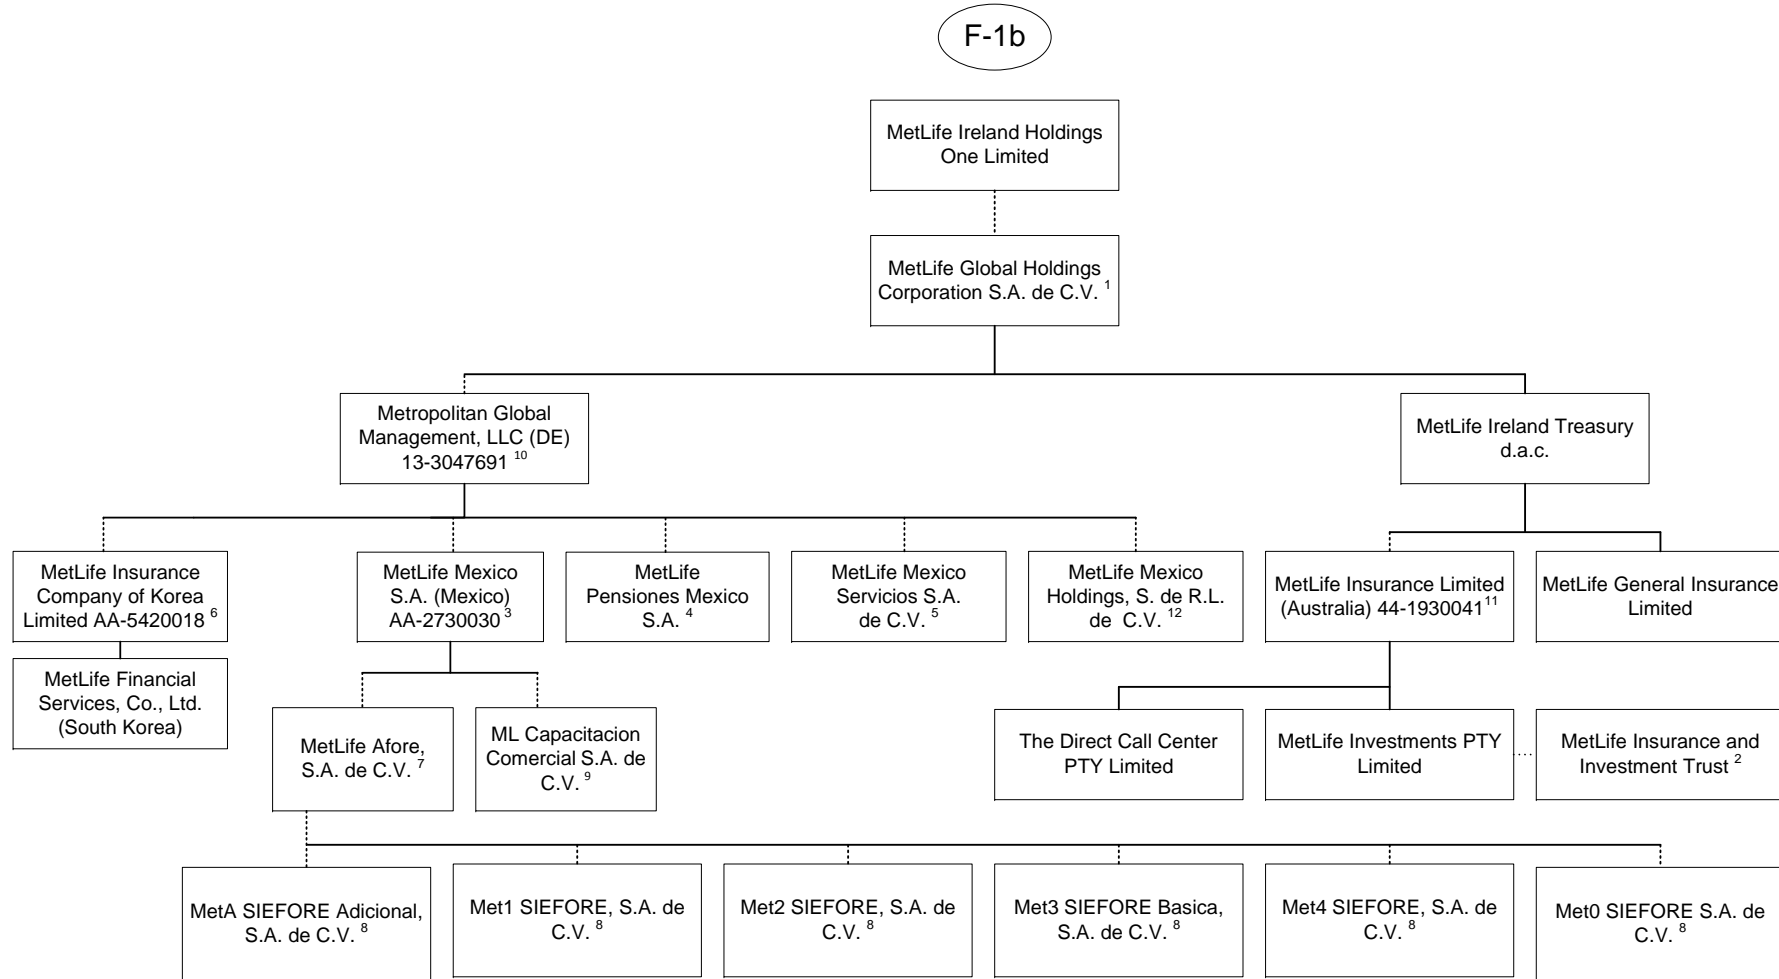 F-1b
MetLife Ireland Holdings
One Limited
MetLife Global Holdings
Corporation S.A. de C.V. 1
Metropolitan Global
Management, LLC (DE)
13-3047691 10
MetLife Ireland Treasury
d.a.c.
MetLife Insurance
Company of Korea
Limited AA-5420018 6
MetLife Mexico
S.A. (Mexico)
AA-2730030 3
MetLife
Pensiones Mexico
S.A. 4
MetLife Mexico
Servicios S.A.
de C.V. 5
MetLife Mexico
Holdings, S. de R.L.
de C.V. 12
MetLife Insurance Limited
(Australia) 44-1930041 11
MetLife General Insurance
Limited
MetLife Financial
Services, Co., Ltd.
(South Korea)
MetLife Afore,
S.A. de C.V. 7
ML Capacitacion
Comercial S.A. de
C.V. 9
The Direct Call Center
PTY Limited
MetLife Investments PTY
Limited
MetLife Insurance and
Investment Trust 2
MetA SIEFORE Adicional,
S.A. de C.V. 8
Met1 SIEFORE, S.A. de
C.V. 8
Met2 SIEFORE, S.A. de
C.V. 8
Met3 SIEFORE Basica,
S.A. de C.V. 8
Met4 SIEFORE, S.A. de
C.V. 8
Met0 SIEFORE S.A. de
C.V. 8